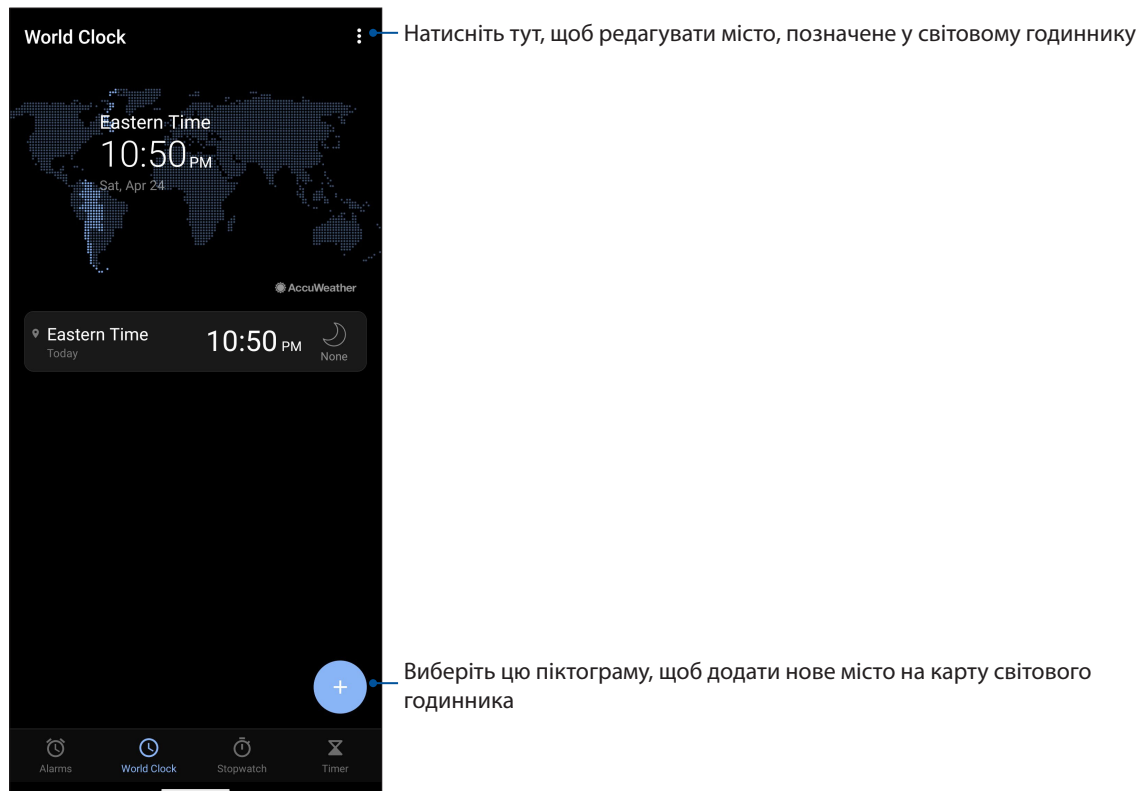 World Clock
Натисніть тут, щоб редагувати місто, позначене у світовому годиннику
Eastern Time
10:50 PM
Sat, Apr 24
AccuWeather
Eastern Time
Today
10:50 PM
None
Виберіть цю піктограму, щоб додати нове місто на карту світового
годинника
+
Alarms
World Clock
Stopwatch
Timer